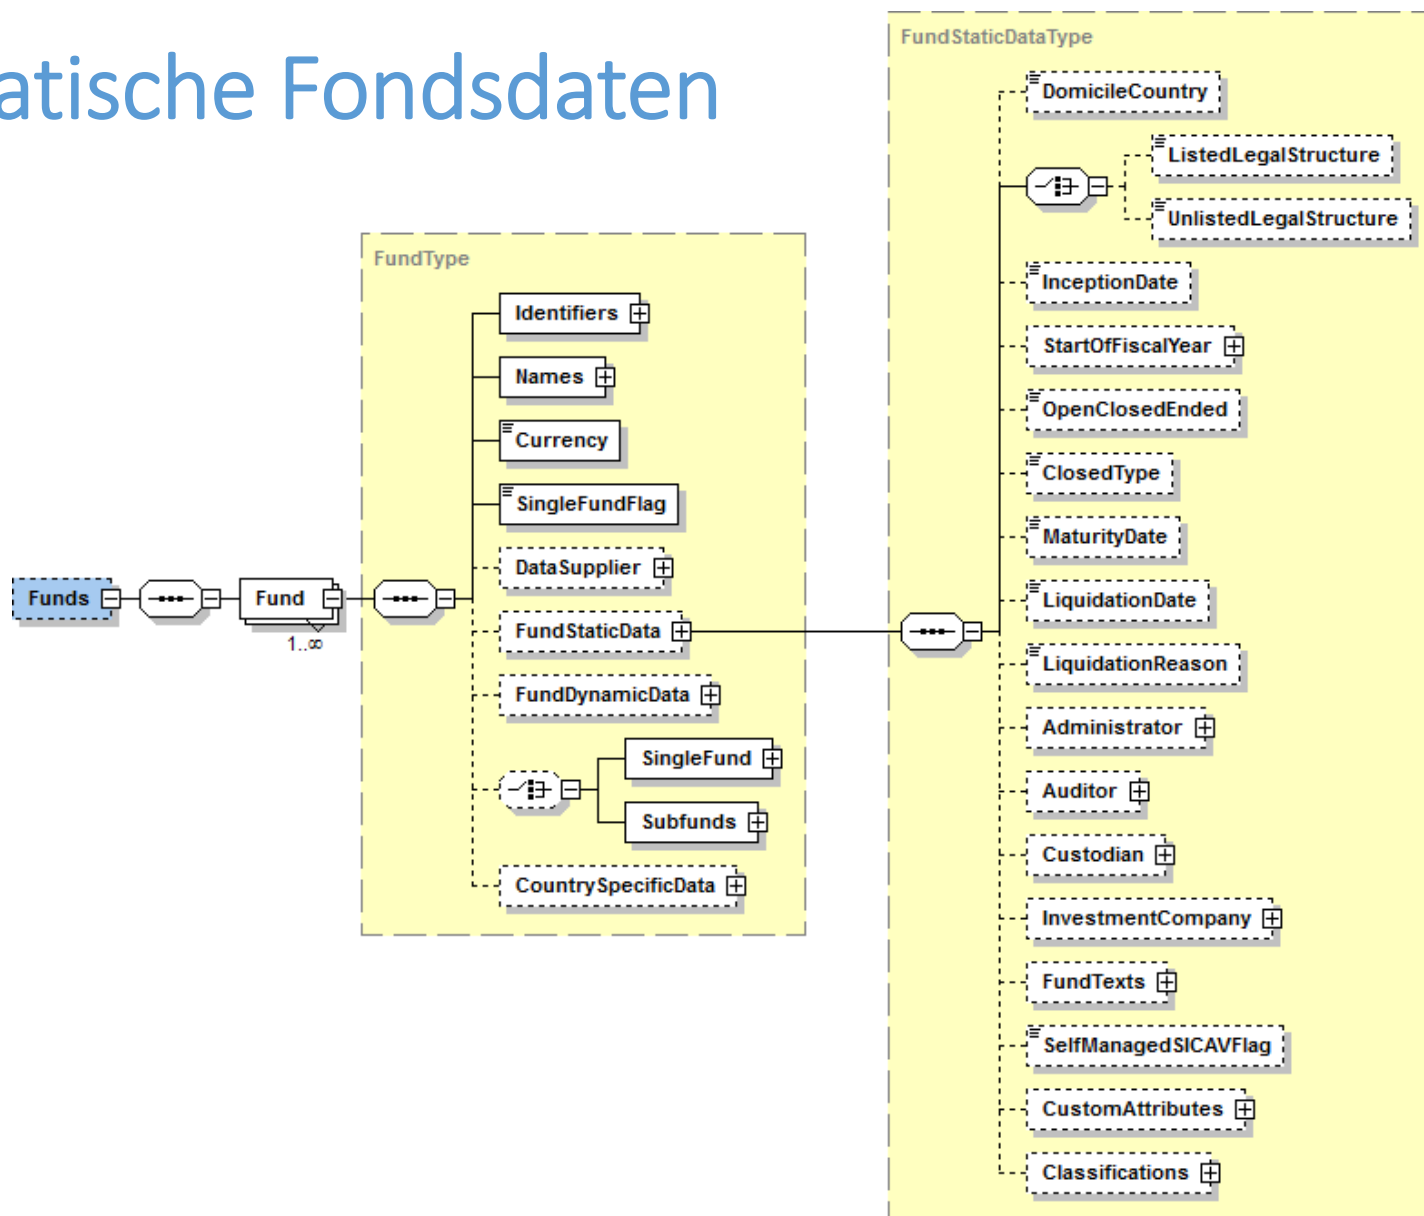 atische Fondsdaten
Funds
Fund
1..∞
FundType
Identifiers
Names
Currency
SingleFundFlag
DataSupplier
FundStaticData
FundDynamicData
SingleFund
Subfunds
CountrySpecificData
FundStaticDataType
DomicileCountry
ListedLegalStructure
UnlistedLegalStructure
InceptionDate
StartOfFiscalYear
OpenClosedEnded
ClosedType
MaturityDate
LiquidationDate
LiquidationReason
Administrator
Auditor
Custodian
InvestmentCompany
FundTexts
SelfManagedSICAVFlag
CustomAttributes
Classifications